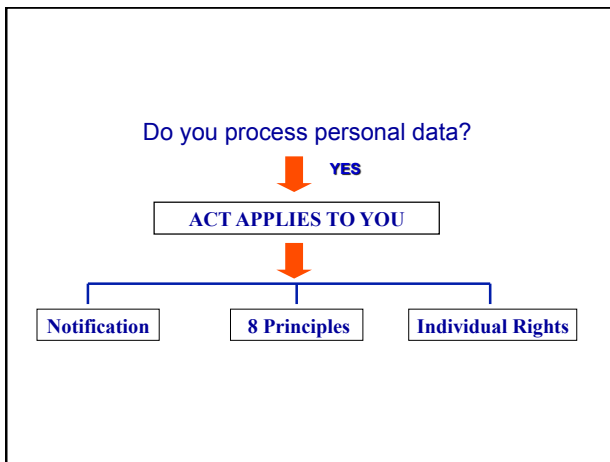 Do you process personal data?
YES
ACT APPLIES TO YOU
Notification
8 Principles
Individual Rights